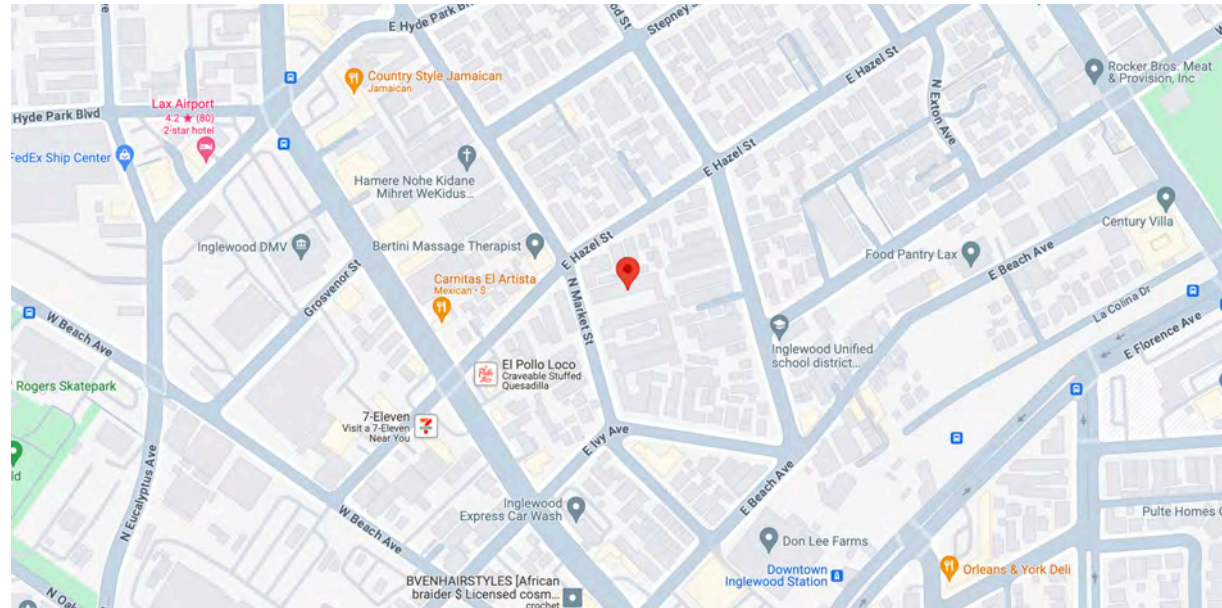 E Hyde Park B
od St
Stepney S
Country Style Jamaican
Jamaican
Rocker Bros. Meat
& Provision, Inc
E Hazel St
N Exton Ave
Lax Airport
4.2 ★ (80)
2-star hotel
Hyde Park Blvd
FedEx Ship Center
Hamere Nohe Kidane
Mihret WeKidus...
E Hazel St
Century Villa
Inglewood DMV
Bertini Massage Therapist
E Hazel St
Food Pantry Lax
E Beach Ave
Grosvenor St
Carnitas El Artista
Mexican · $
N Market St
La Colina Dr
W Beach Ave
E Florence Ave
Inglewood Unified
school district...
El Pollo Loco
Craveable Stuffed
Quesadilla
Rogers Skatepark
7-Eleven
Visit a 7-Eleven
Near You
E Ivy Ave
ld
N Eucalyptus Ave
E Beach Ave
Inglewood
Express Car Wash
W Beach Ave
Pulte Homes
Don Lee Farms
Downtown
Inglewood Station
Orleans & York Deli
BVENHAIRSTYLES [African
braider $ Licensed cosm...
crochet
N Oak